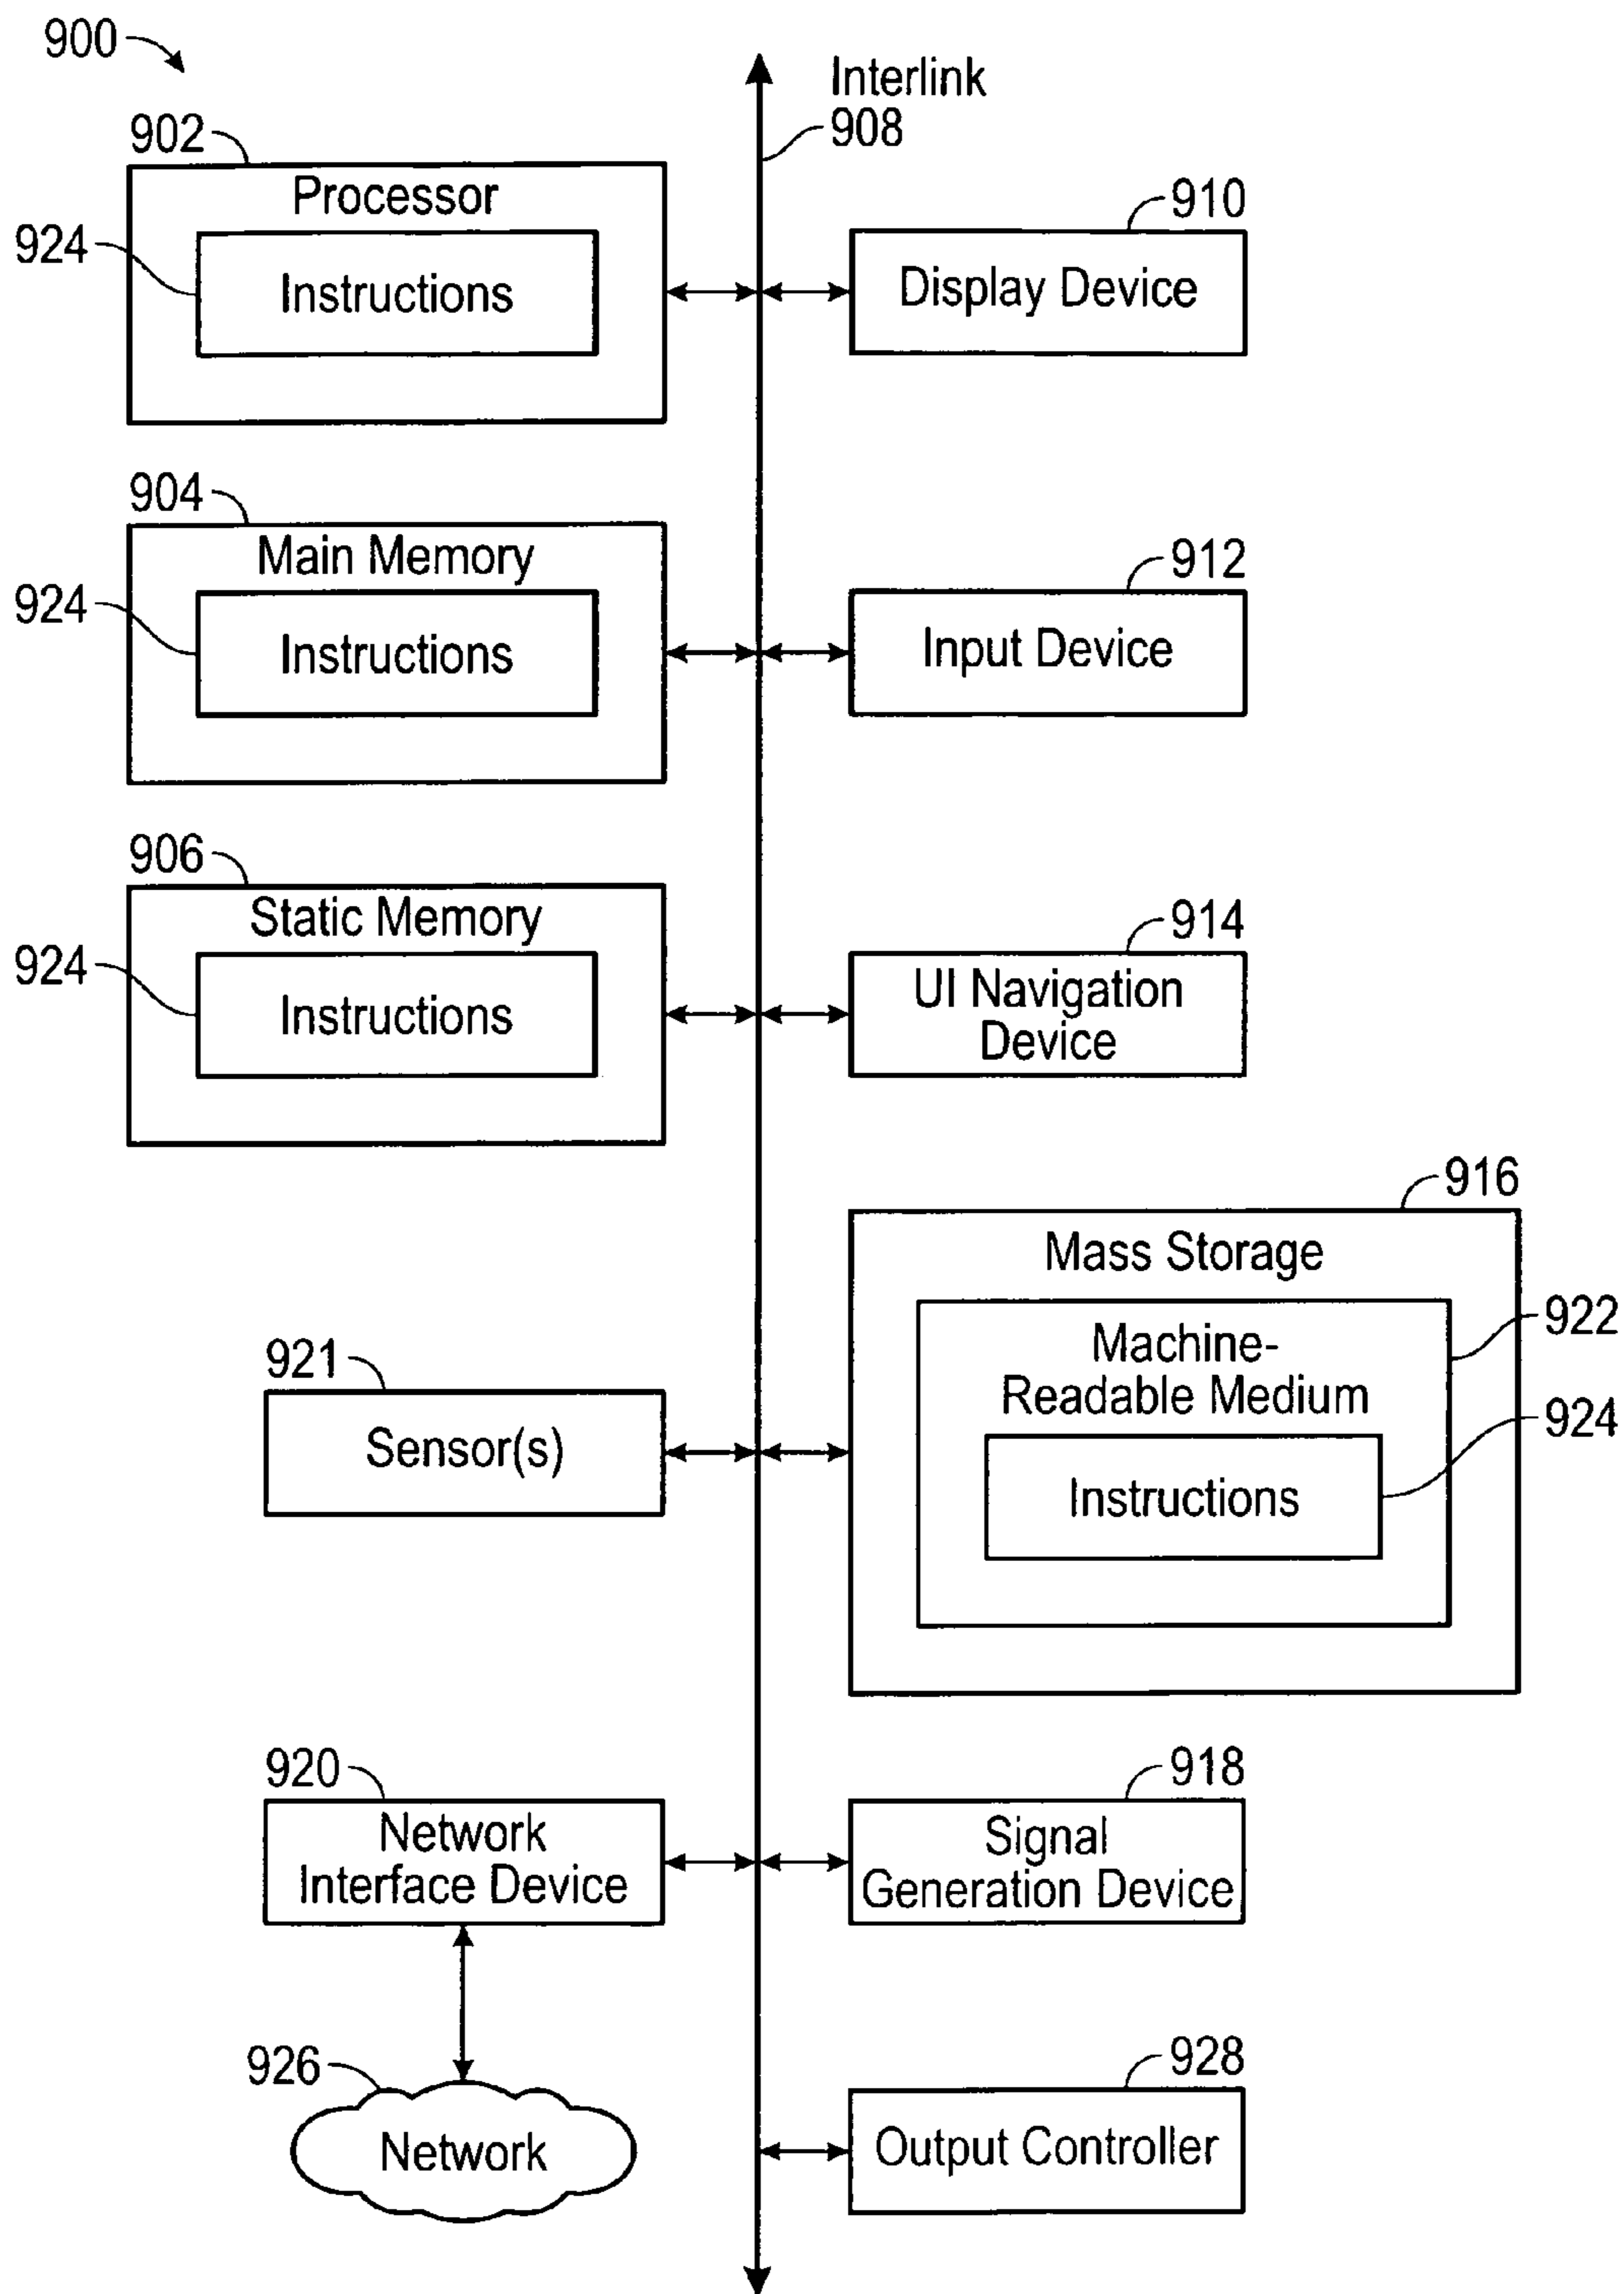 900
Interlink
908
902
Processor
924
Instructions
910
Display Device
904
Main Memory
924
Instructions
912
Input Device
906
Static Memory
924
Instructions
914
UI Navigation
Device
916
Mass Storage
922
Machine-
Readable Medium
924
Instructions
921
Sensor(s)
920
Network
Interface Device
918
Signal
Generation Device
926
Network
928
Output Controller